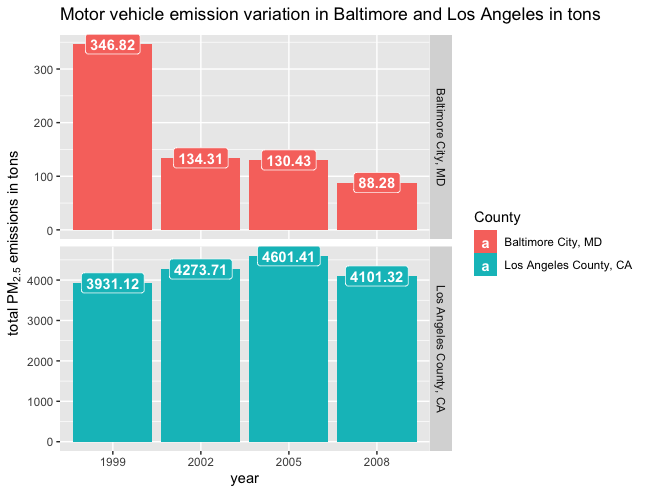 Motor vehicle emission variation in Baltimore and Los Angeles in tons
total PM2.5 emissions in tons
300
200
100
0
346.82
134.31
130.43
88.28
Baltimore City, MD
4000
3000
2000
1000
0
3931.12
4273.71
4601.41
4101.32
Los Angeles County, CA
1999
2002
2005
2008
year
County
a Baltimore City, MD
a Los Angeles County, CA